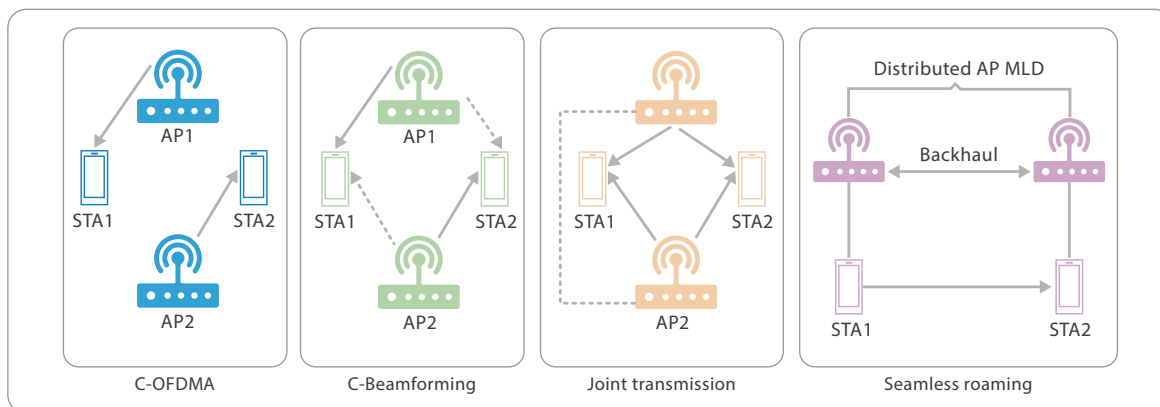 AP1
STA1
STA2
AP2
C-OFDMA
AP1
STA1
STA2
AP2
C-Beamforming
STA1
STA2
AP2
Joint transmission
Distributed AP MLD
Backhaul
STA1
STA2
Seamless roaming